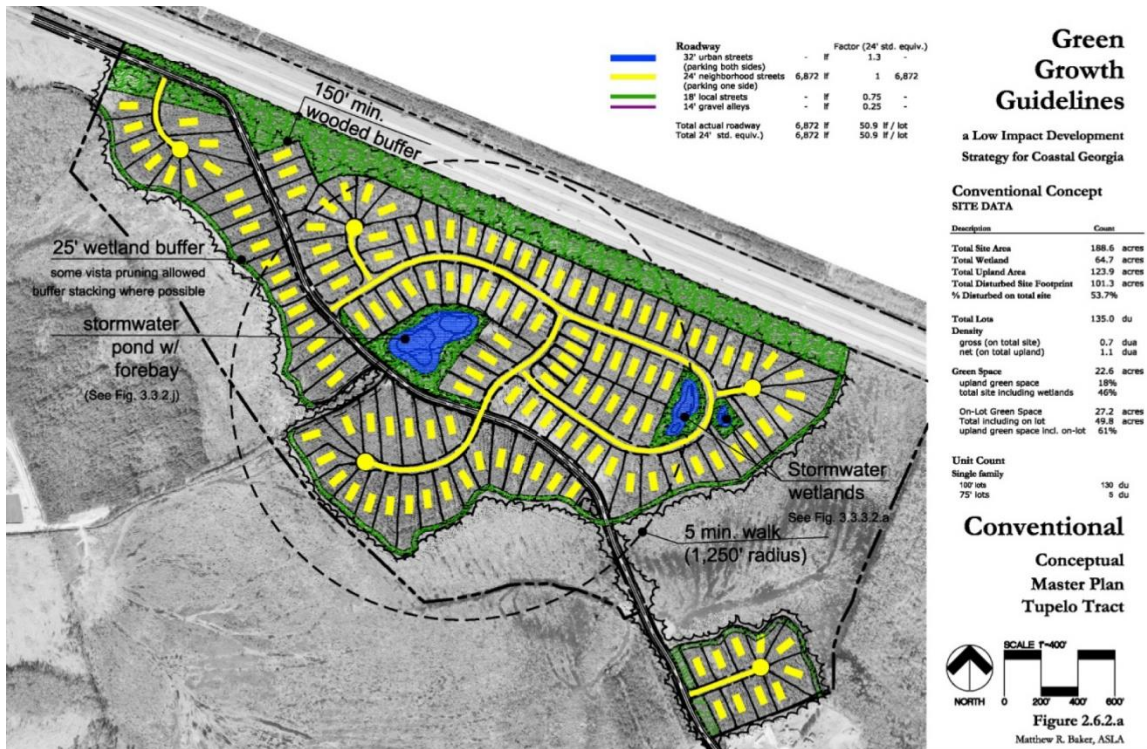 Roadway Factor (24' std. equiv.)
32' urban streets - lf 1.3 -
(parking both sides)
24' neighborhood streets 6,872 lf 1 6,872
(parking one side)
18' local streets - lf 0.75 -
14' gravel alleys - lf 0.25 -
Total actual roadway 6,872 lf 50.9 lf / lot
Total 24' std. equiv.) 6,872 lf 50.9 lf / lot
150' min.
wooded buffer
25' wetland buffer
some vista pruning allowed
buffer stacking where possible
stormwater
pond w/
forebay
(See Fig. 3.3.2.j)
Stormwater
wetlands
See Fig. 3.3.3.2.a
5 min. walk
(1,250' radius)
Green
Growth
Guidelines
a Low Impact Development
Strategy for Coastal Georgia
Conventional Concept
SITE DATA
Description Count
Total Site Area 188.6 acres
Total Wetland 64.7 acres
Total Upland Area 123.9 acres
Total Disturbed Site Footprint 101.3 acres
% Disturbed on total site 53.7%
Total Lots 135.0 du
Density
gross (on total site) 0.7 dua
net (on total upland) 1.1 dua
Green Space 22.6 acres
upland green space 18%
total site including wetlands 46%
On-Lot Green Space 27.2 acres
Total including on lot 49.8 acres
upland green space incl. on-lot 61%
Unit Count
Single family
100' lots 130 du
75' lots 5 du
Conventional
Conceptual
Master Plan
Tupelo Tract
SCALE 1"=400'
NORTH 0 200' 400' 600'
Figure 2.6.2.a
Matthew R. Baker, ASLA